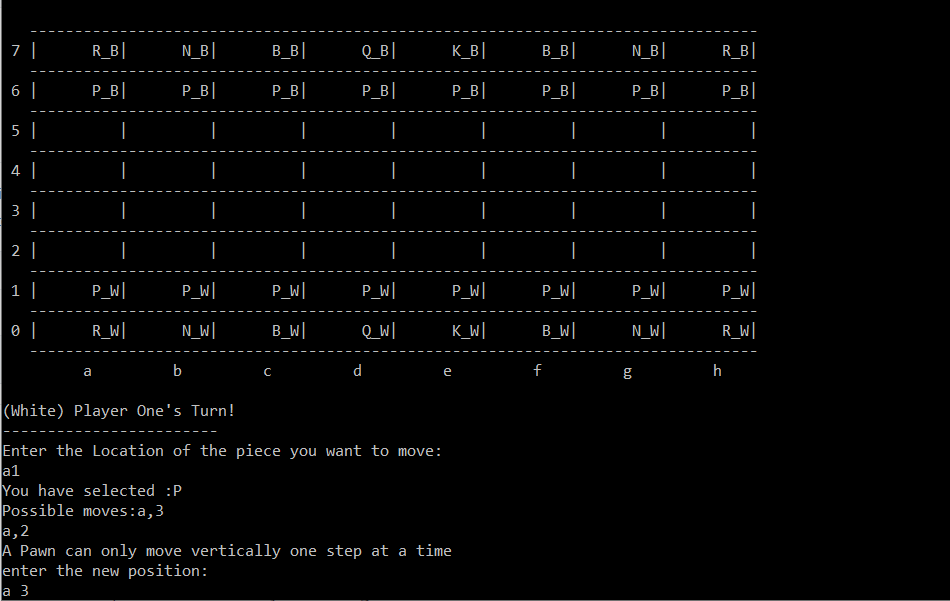 --------------------------------------------------------------------------------
7 |      R_B|      N_B|      B_B|      Q_B|      K_B|      B_B|      N_B|      R_B|
--------------------------------------------------------------------------------
6 |      P_B|      P_B|      P_B|      P_B|      P_B|      P_B|      P_B|      P_B|
--------------------------------------------------------------------------------
5 |         |         |         |         |         |         |         |         |
--------------------------------------------------------------------------------
4 |         |         |         |         |         |         |         |         |
--------------------------------------------------------------------------------
3 |         |         |         |         |         |         |         |         |
--------------------------------------------------------------------------------
2 |         |         |         |         |         |         |         |         |
--------------------------------------------------------------------------------
1 |      P_W|      P_W|      P_W|      P_W|      P_W|      P_W|      P_W|      P_W|
--------------------------------------------------------------------------------
0 |      R_W|      N_W|      B_W|      Q_W|      K_W|      B_W|      N_W|      R_W|
--------------------------------------------------------------------------------
a         b         c         d         e         f         g         h
(White) Player One's Turn!
------------------------
Enter the Location of the piece you want to move:
a1
You have selected :P
Possible moves:a,3
a,2
A Pawn can only move vertically one step at a time
enter the new position:
a 3